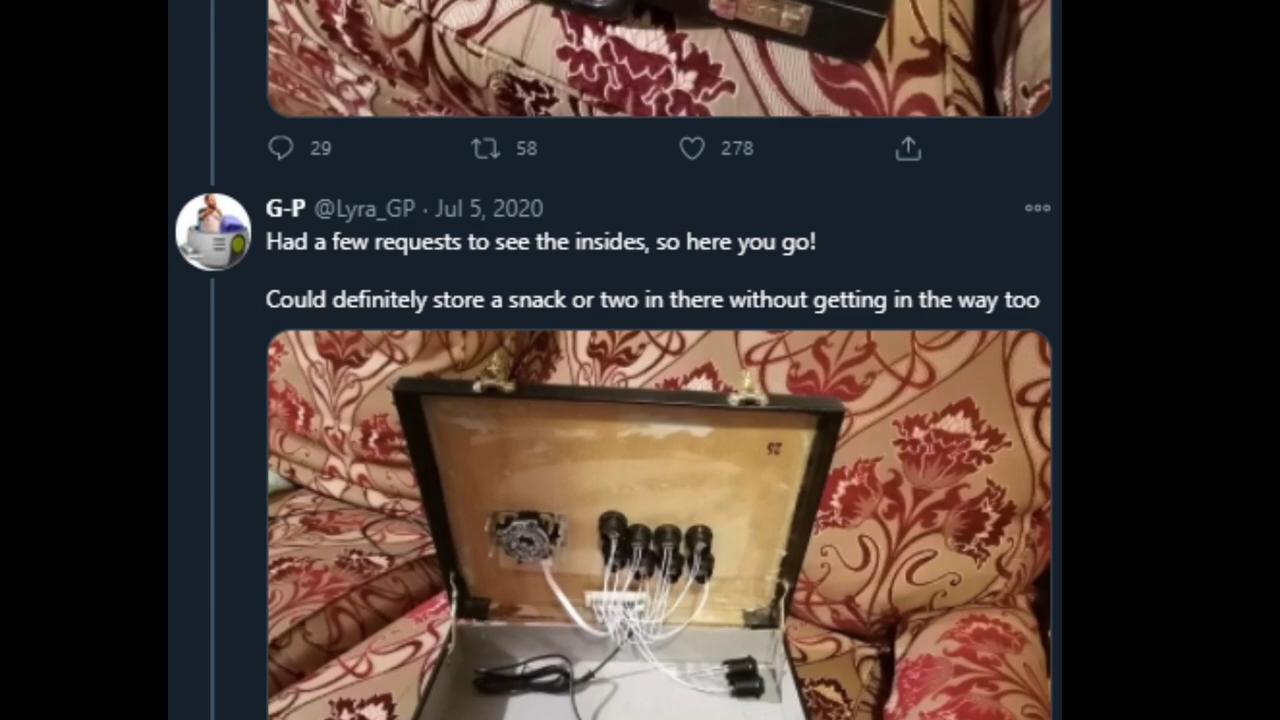 29 58 278
G-P @Lyra_GP · Jul 5, 2020
Had a few requests to see the insides, so here you go!
Could definitely store a snack or two in there without getting in the way too
25